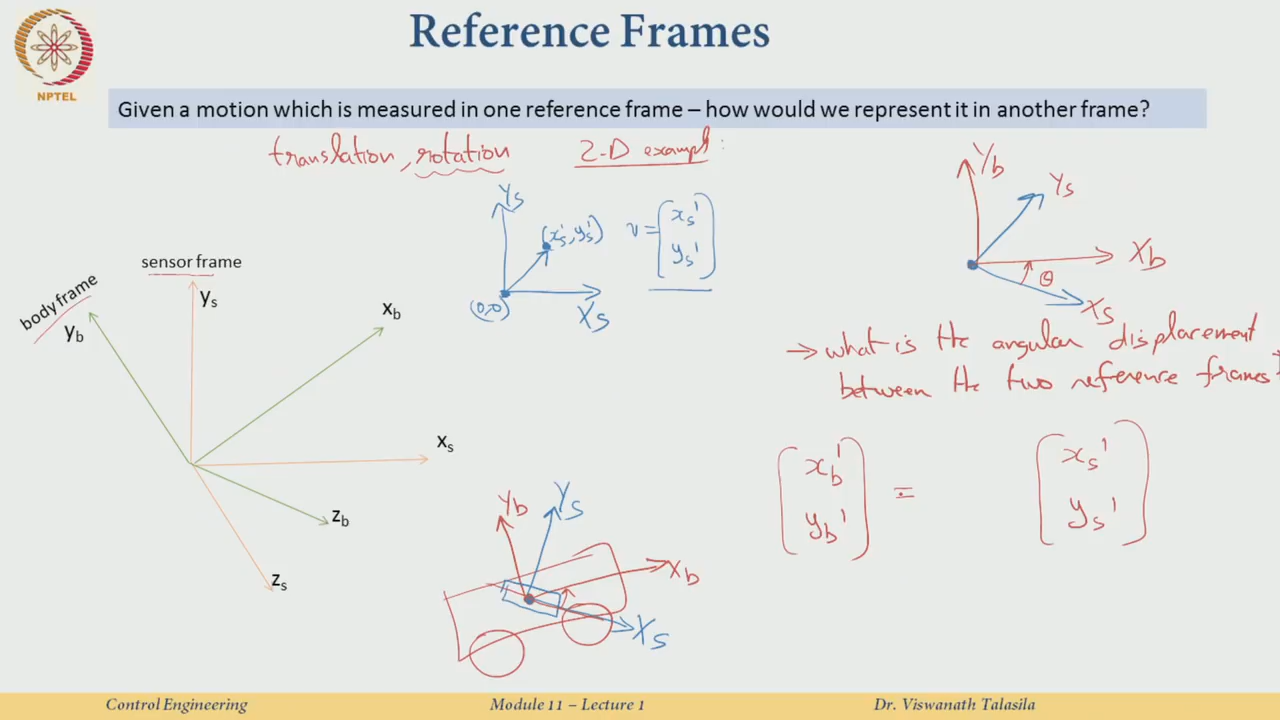 Reference Frames
NPTEL
Given a motion which is measured in one reference frame – how would we represent it in another frame?
translation, rotation 2-D exampl:
Ys
(xs', ys')
v = [xs' ys']
(0,0)
Xs
Yb
Ys
Xb
θ
Xs
sensor frame
body frame
ys
yb
xb
xs
zb
zs
→ what is the angular displacement
between the two reference frames?
[xb' yb'] = [xs' ys']
Yb
Ys
Xb
Xs
Control Engineering
Module 11 – Lecture 1
Dr. Viswanath Talasila